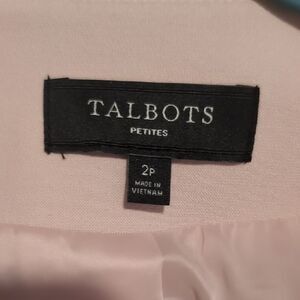 TALBOTS
PETITES
2P
MADE IN
VIETNAM